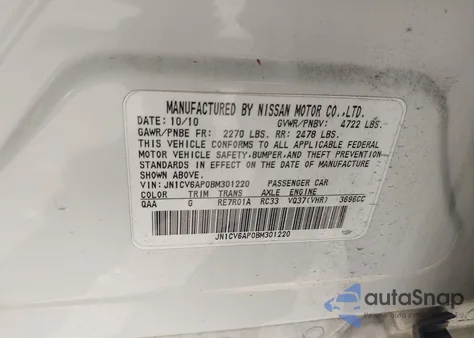 MANUFACTURED BY NISSAN MOTOR CO.,LTD.
DATE: 10/10 GVWR/PNBV: 4722 LBS.
GAWR/PNBE FR: 2270 LBS. RR: 2478 LBS.
THIS VEHICLE CONFORMS TO ALL APPLICABLE FEDERAL
MOTOR VEHICLE SAFETY, BUMPER, AND THEFT PREVENTION
STANDARDS IN EFFECT ON THE DATE OF MANUFACTURE
SHOWN ABOVE.
VIN: JN1CV6AP0BM301220 PASSENGER CAR
COLOR TRIM TRANS AXLE ENGINE
QAA G RE7R01A RC33 VQ37(VHR) 3696CC
JN1CV6AP0BM301220
autoSnap